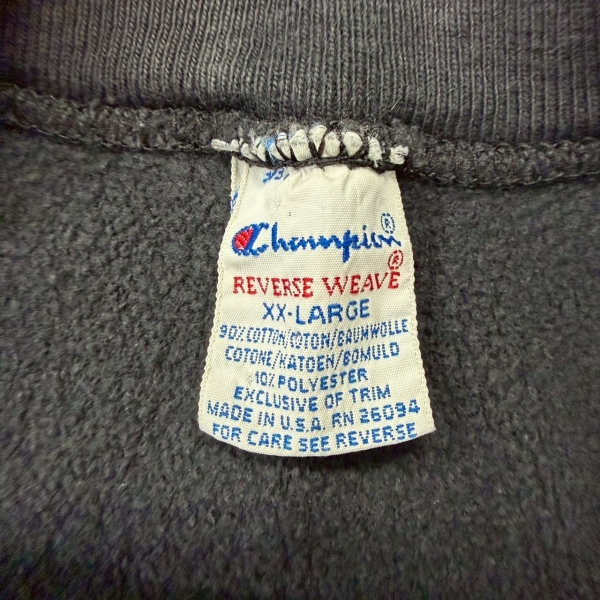 Champion®
REVERSE WEAVE®
XX-LARGE
90% COTTON/COTON/BAUMWOLLE
COTONE/KATOEN/BOMULD
10% POLYESTER
EXCLUSIVE OF TRIM
MADE IN U.S.A. RN 26094
FOR CARE SEE REVERSE